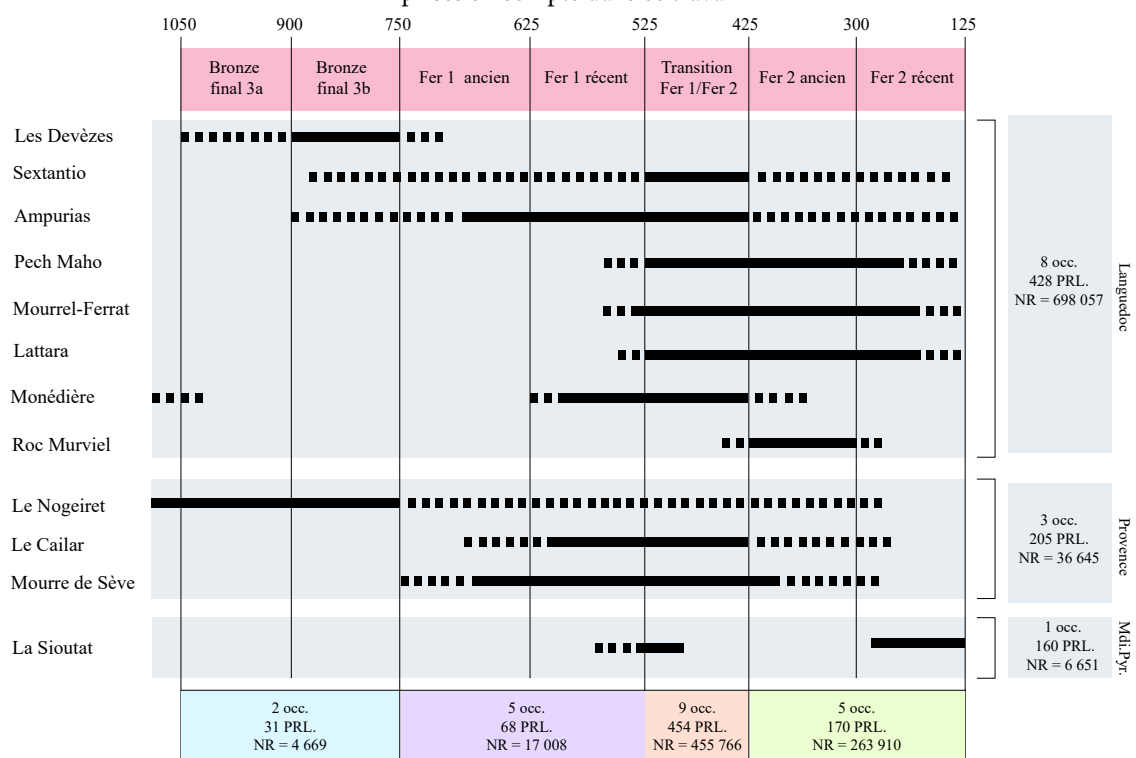 1050 900 750 625 525 425 300 125
Bronze
final 3a
Bronze
final 3b
Fer 1 ancien
Fer 1 récent
Transition
Fer 1/Fer 2
Fer 2 ancien
Fer 2 récent
Les Devèzes
Sextantio
Ampurias
Pech Maho
Mourrel-Ferrat
Lattara
Monédière
Roc Murviel
8 occ.
428 PRL.
NR = 698 057
Languedoc
Le Nogeiret
Le Cailar
Mourre de Sève
3 occ.
205 PRL.
NR = 36 645
Provence
La Sioutat
1 occ.
160 PRL.
NR = 6 651
Mdi.Pyr.
2 occ.
31 PRL.
NR = 4 669
5 occ.
68 PRL.
NR = 17 008
9 occ.
454 PRL.
NR = 455 766
5 occ.
170 PRL.
NR = 263 910